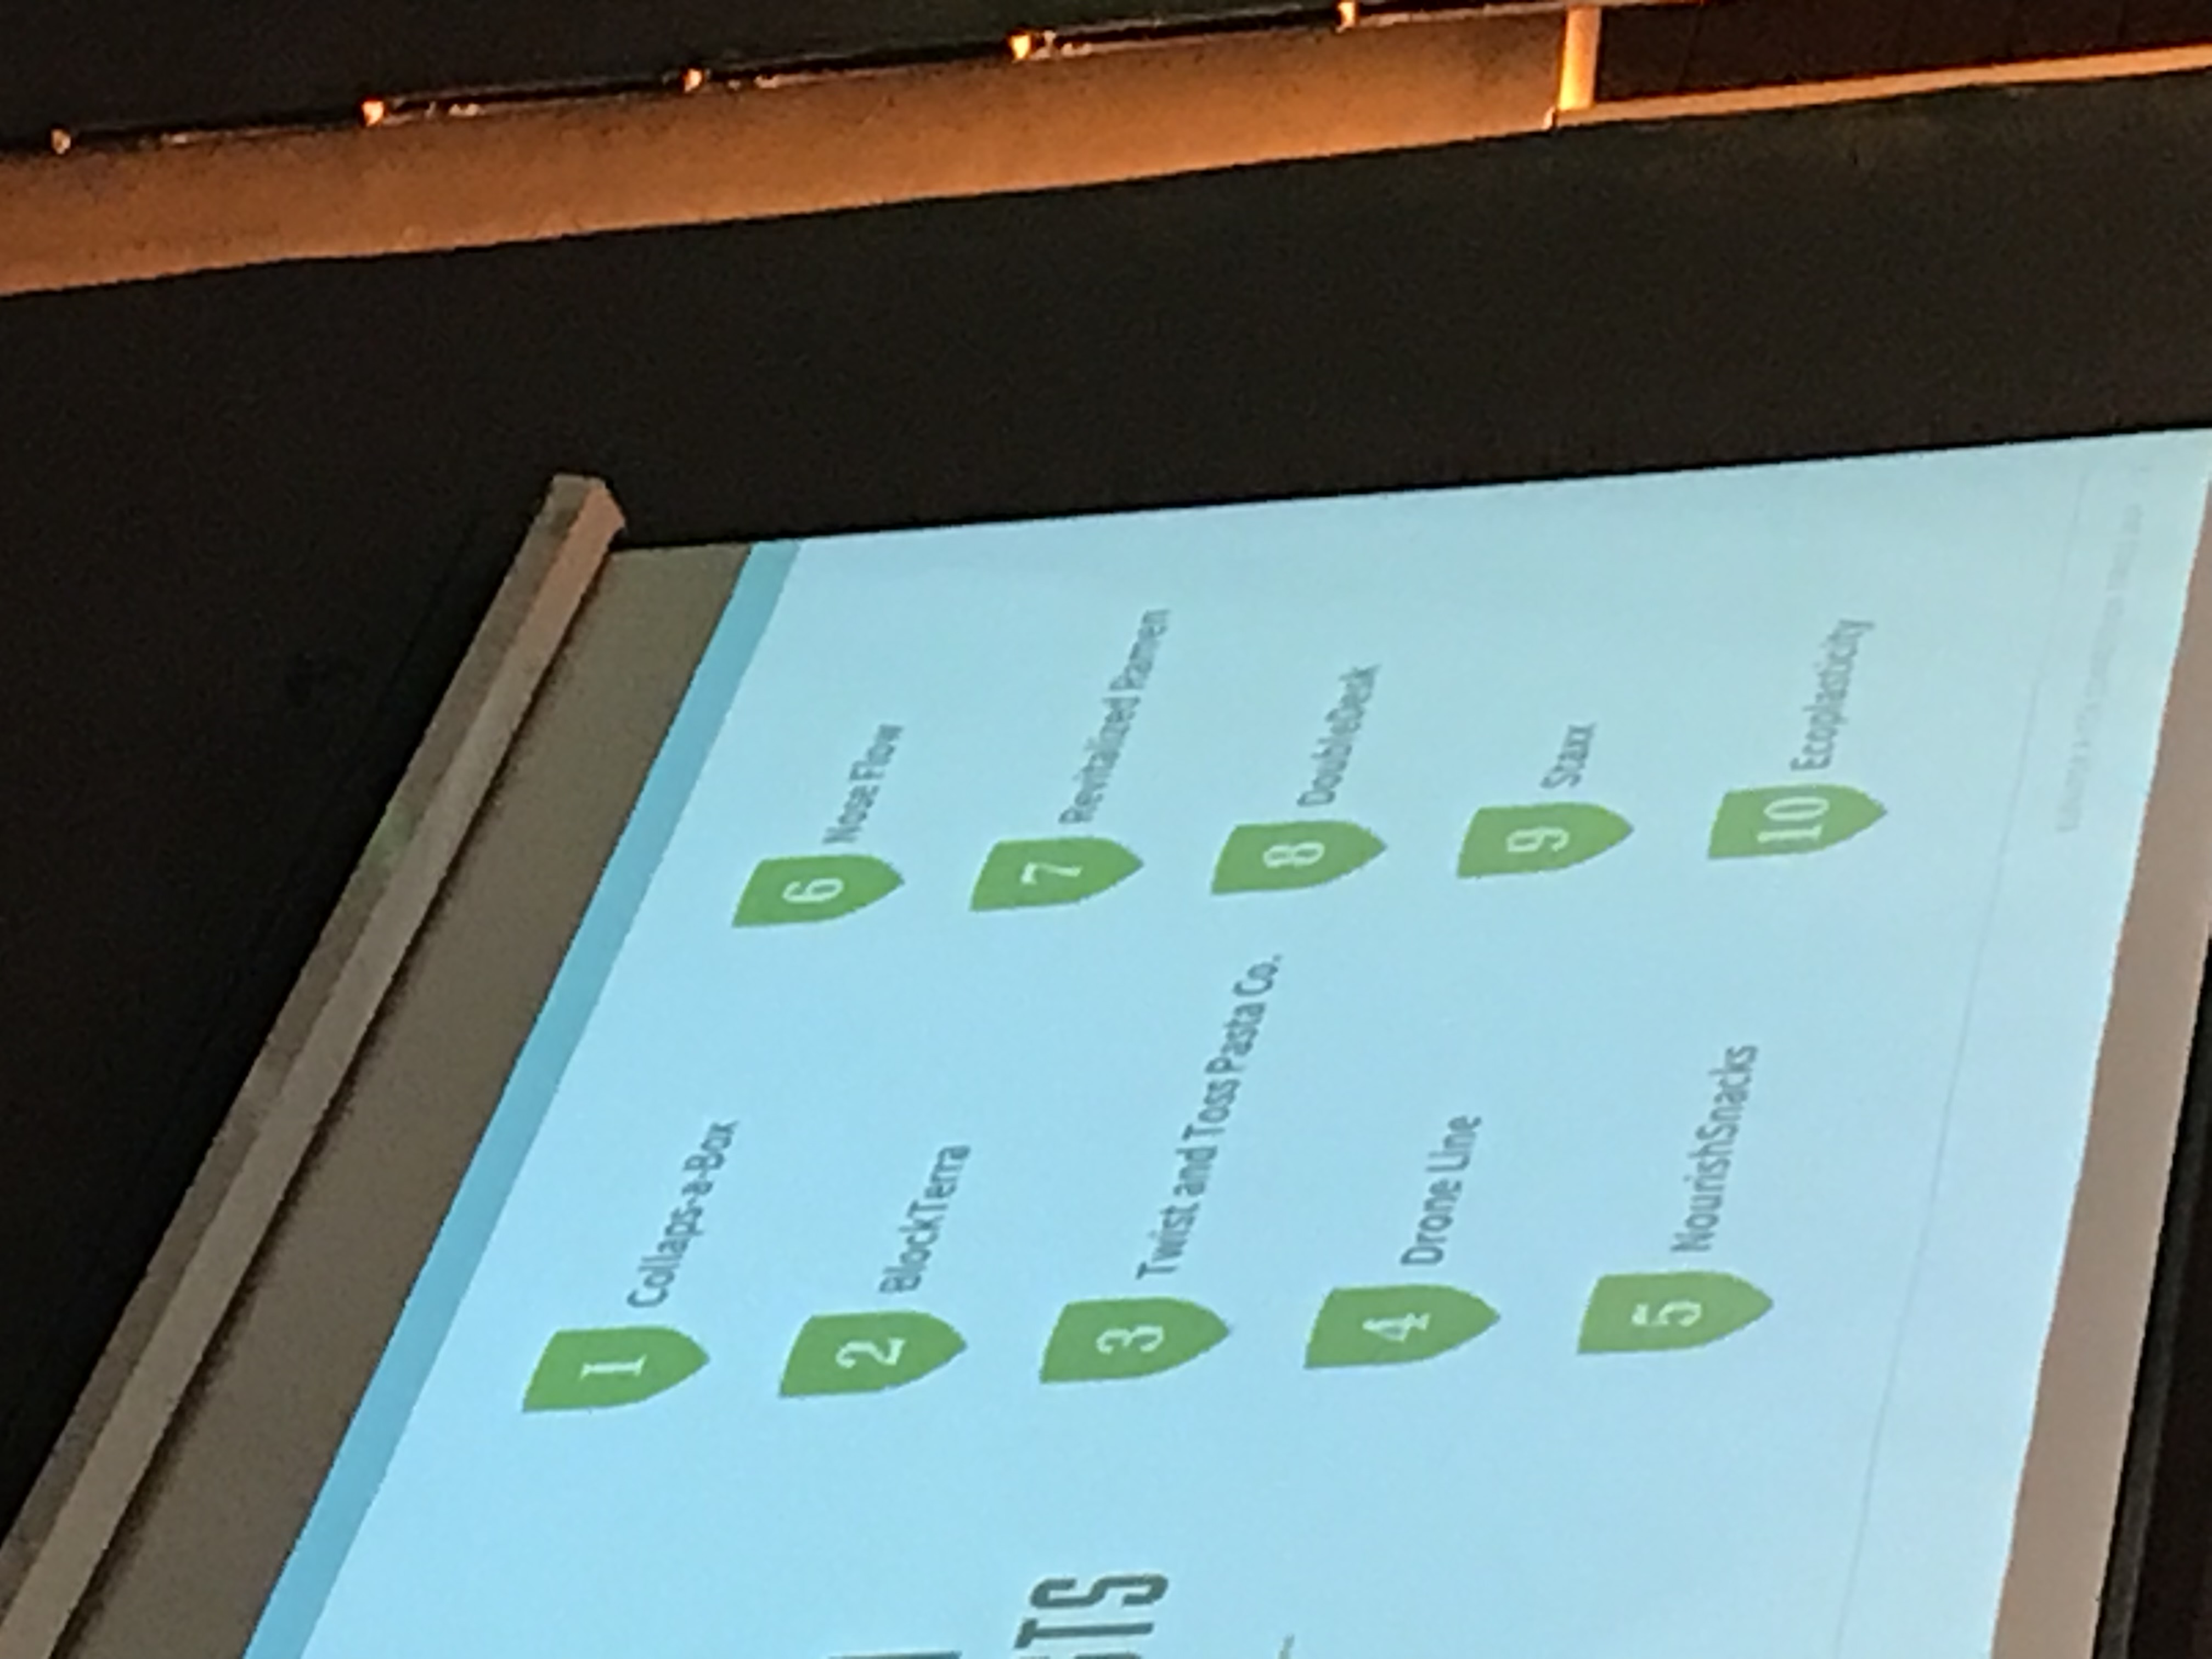 STS
1 Collaps-a-Box
2 BlockTerra
3 Twist and Toss Pasta Co.
4 Drone Line
5 NourishSnacks
6 Nose Flow
7 Revitalized Ramen
8 DoubleDesk
9 Staxx
10 Ecoplasticity